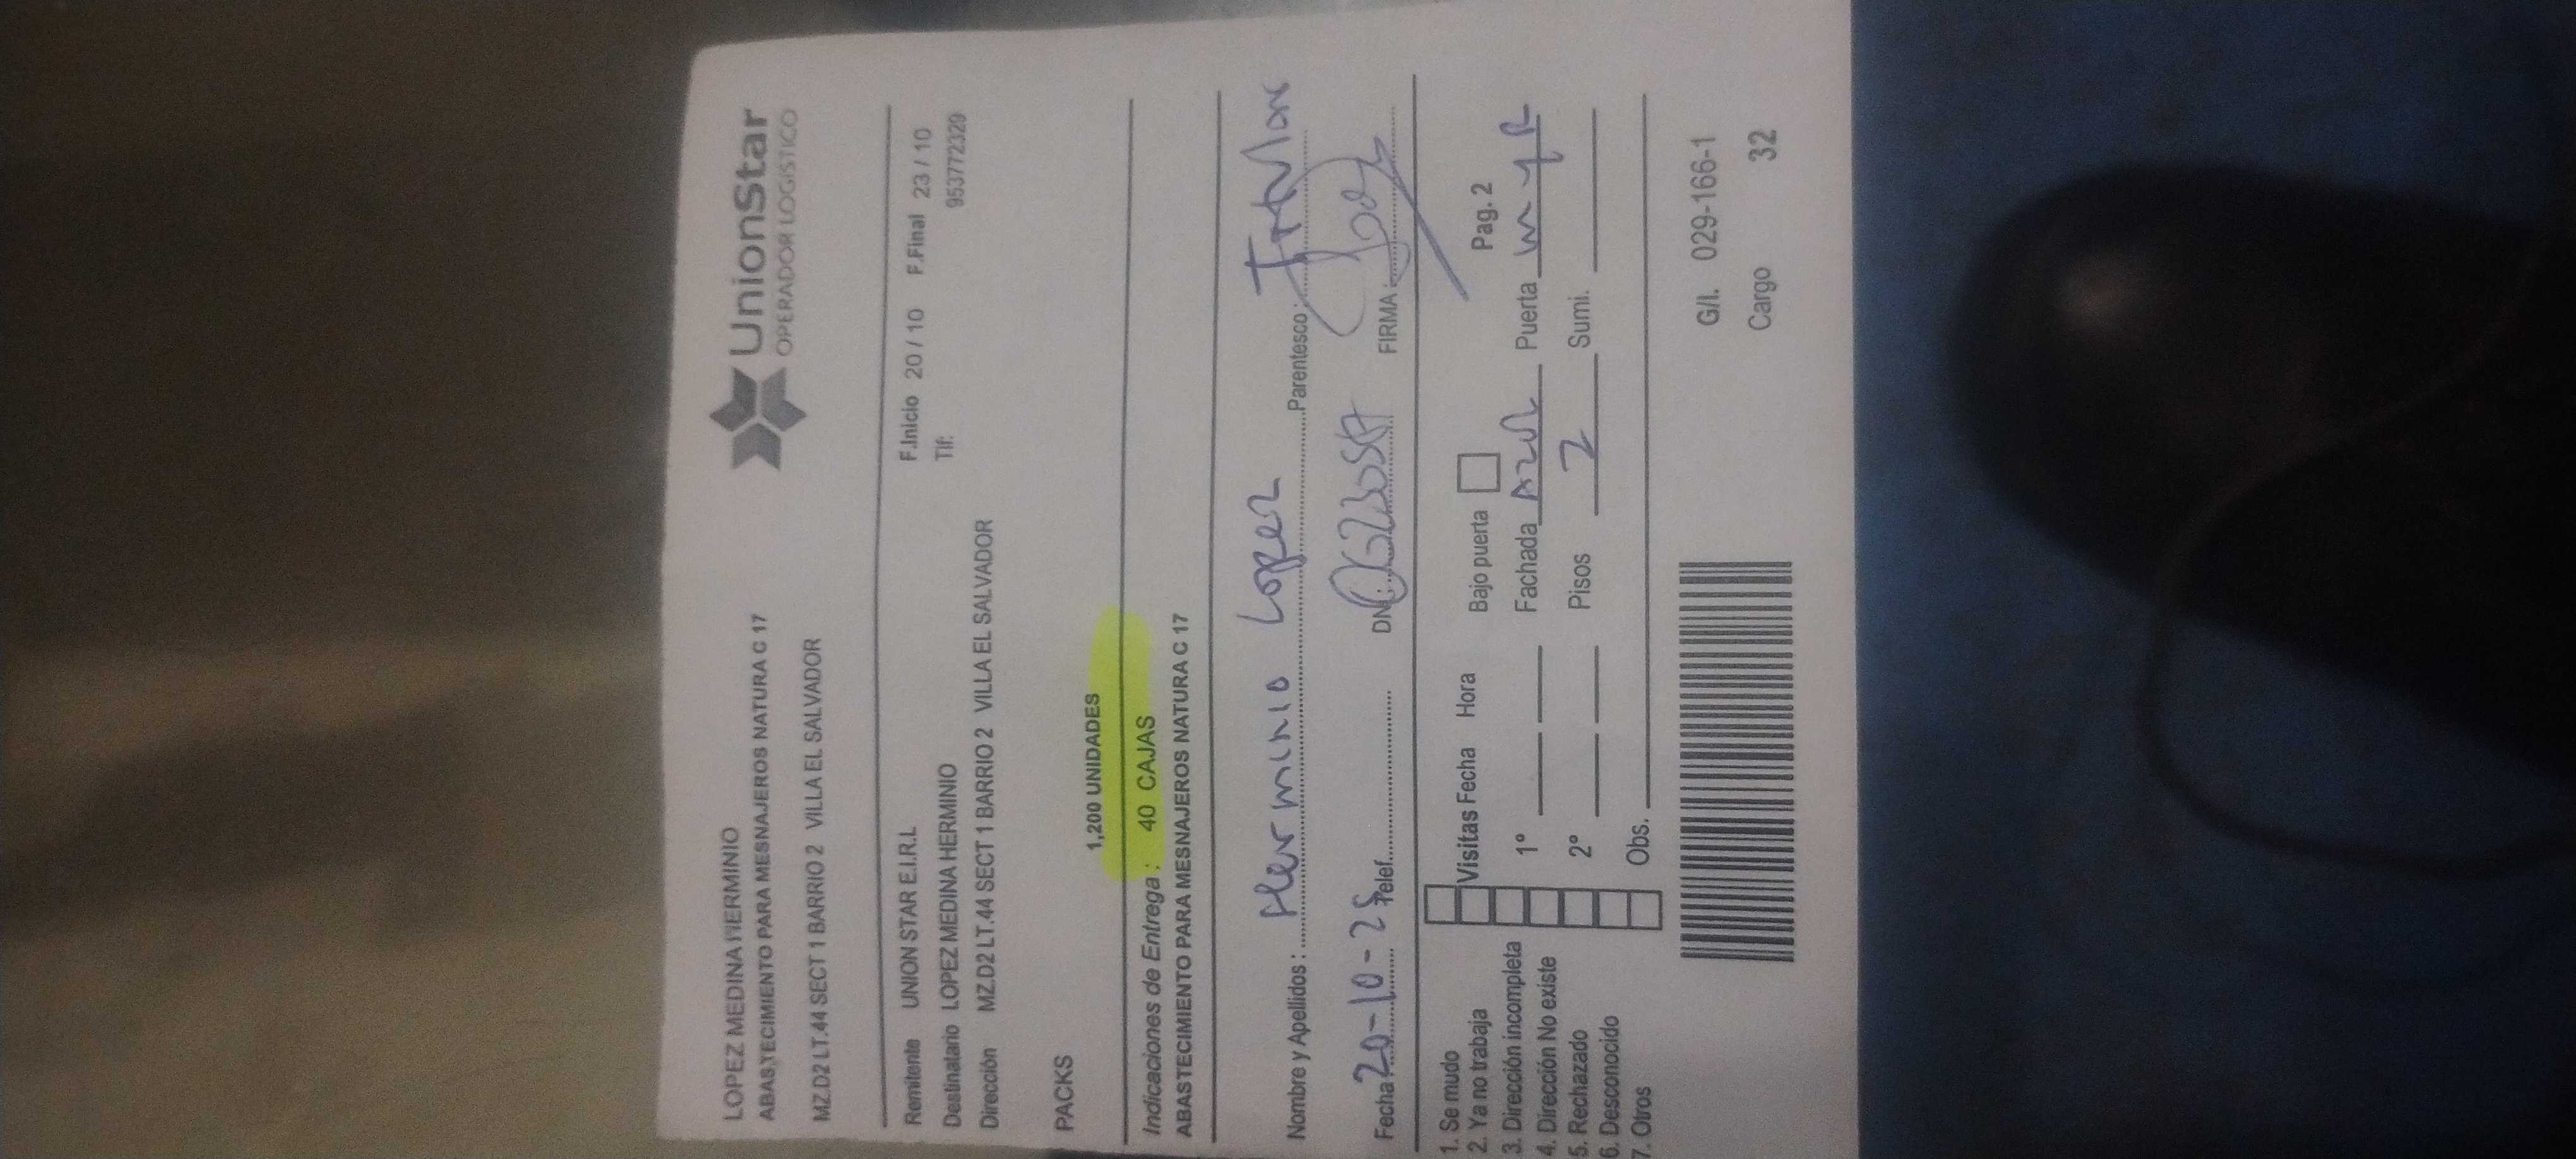 LOPEZ MEDINA HERMINIO
ABASTECIMIENTO PARA MESNAJEROS NATURA C 17
MZ.D2 LT.44 SECT 1 BARRIO 2 VILLA EL SALVADOR
UnionStar
OPERADOR LOGISTICO
Remitente UNION STAR E.I.R.L F.Inicio 20 / 10 F.Final 23 / 10
Destinatario LOPEZ MEDINA HERMINIO Tlf: 953772329
Dirección MZ.D2 LT.44 SECT 1 BARRIO 2 VILLA EL SALVADOR
PACKS
1,200 UNIDADES
Indicaciones de Entrega : 40 CAJAS
ABASTECIMIENTO PARA MESNAJEROS NATURA C 17
Nombre y Apellidos : Herminio Lopez Parentesco :
Fecha 20-10-25 Telef. DNI: FIRMA :
1. Se mudo
2. Ya no trabaja
3. Dirección incompleta
4. Dirección No existe
5. Rechazado
6. Desconocido
7. Otros
Visitas Fecha Hora Bajo puerta Pag. 2
1° Fachada Azul Puerta
2° Pisos 2 Sumi.
Obs.
G/I. 029-166-1
Cargo 32